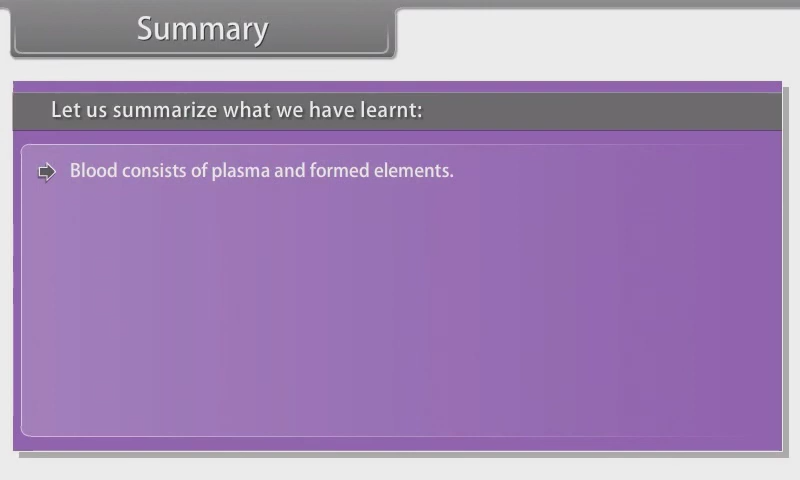 Summary
Let us summarize what we have learnt:
Blood consists of plasma and formed elements.